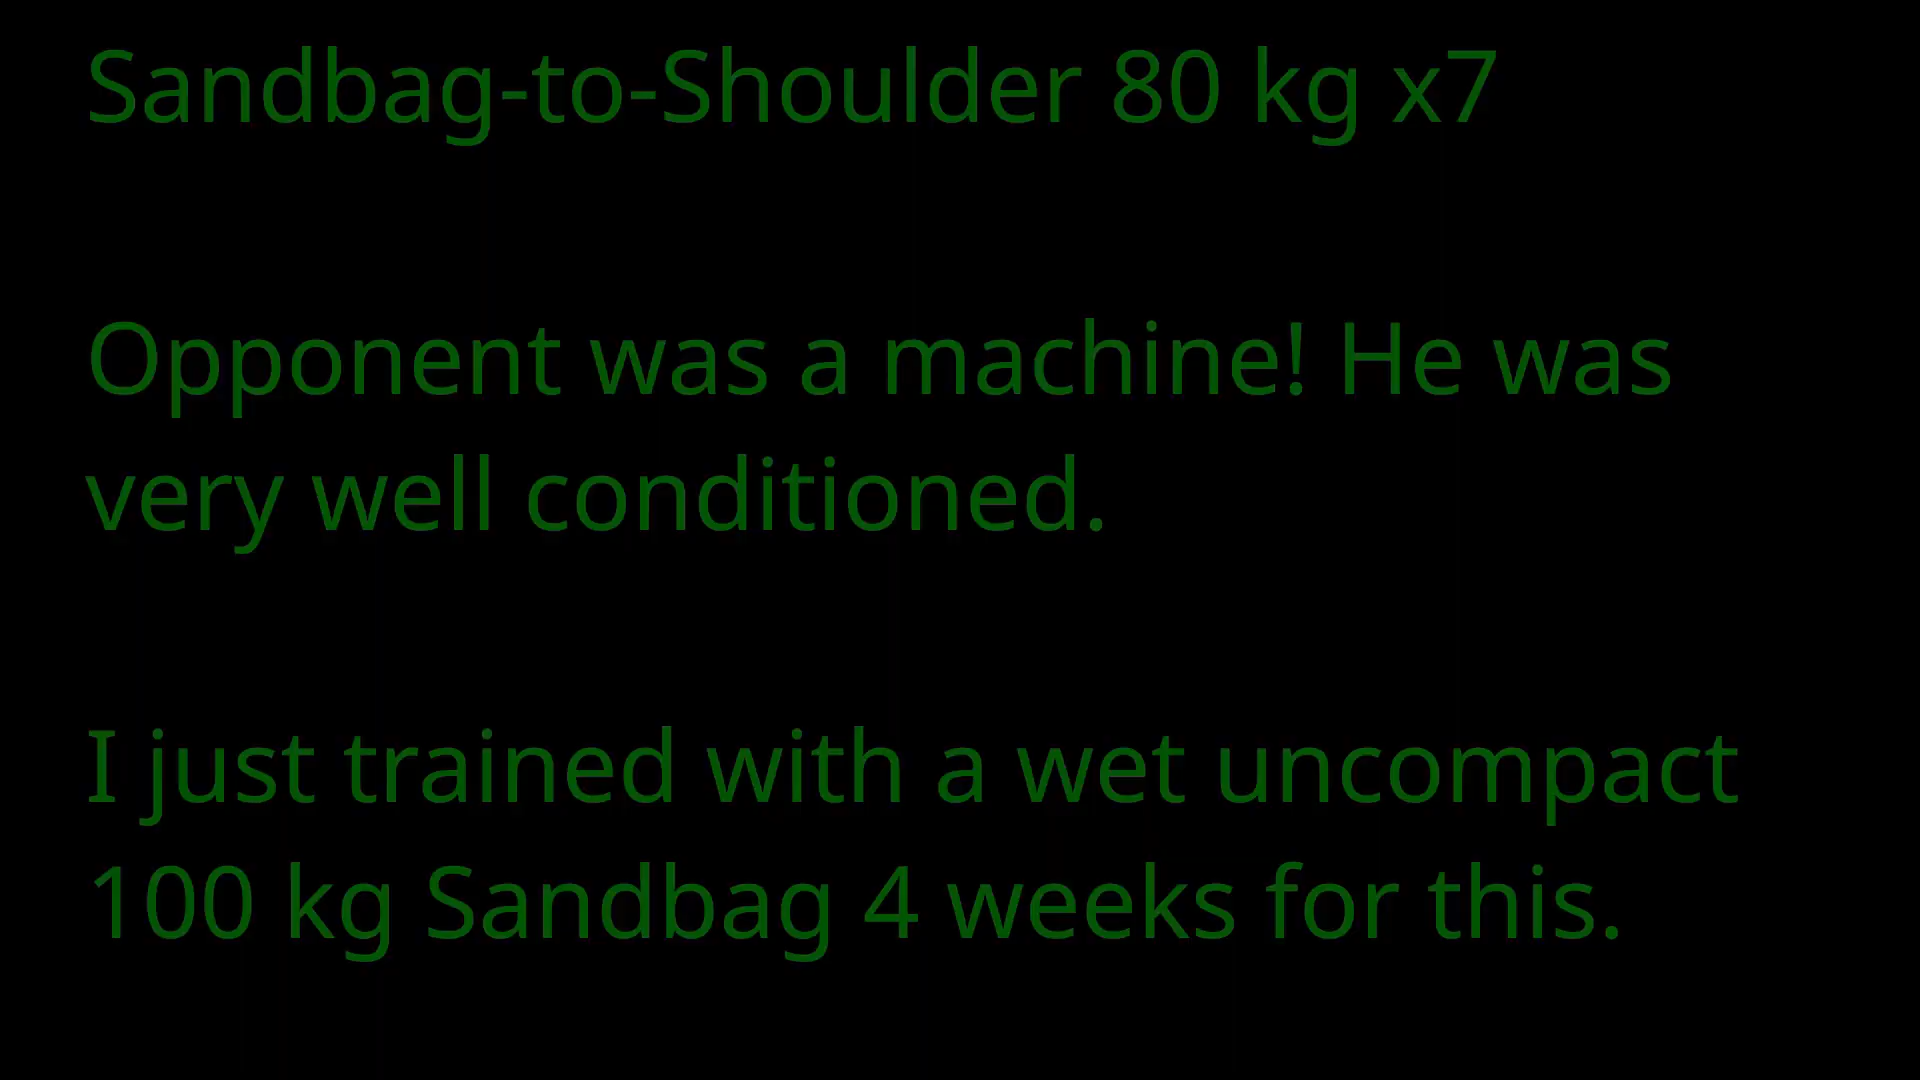 Sandbag-to-Shoulder 80 kg x7
Opponent was a machine! He was
very well conditioned.
I just trained with a wet uncompact
100 kg Sandbag 4 weeks for this.